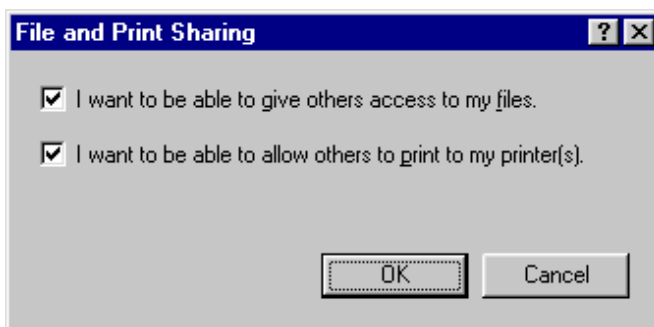 File and Print Sharing
I want to be able to give others access to my files.
I want to be able to allow others to print to my printer(s).
OK Cancel